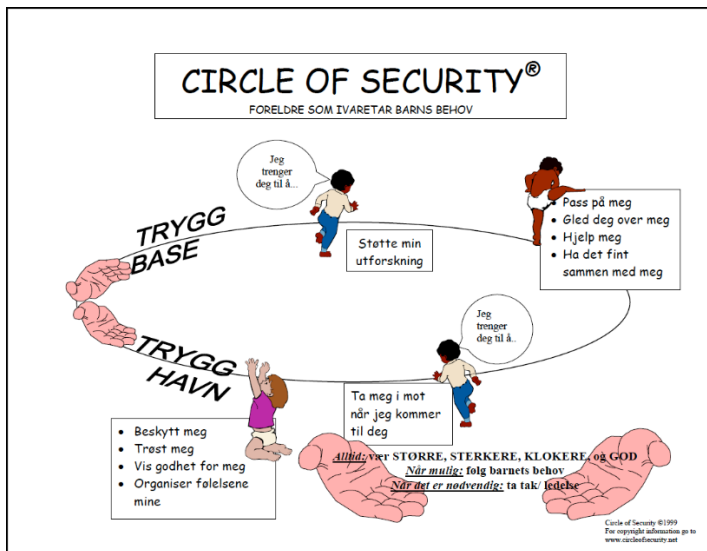 CIRCLE OF SECURITY®
FORELDRE SOM IVARETAR BARNS BEHOV
Jeg
trenger
deg til å...
TRYGG
BASE
Støtte min
utforskning
• Pass på meg
• Gled deg over meg
• Hjelp meg
• Ha det fint
sammen med meg
Jeg
trenger
deg til å..
TRYGG
HAVN
Ta meg i mot
når jeg kommer
til deg
• Beskytt meg
• Trøst meg
• Vis godhet for meg
• Organiser følelsene
mine
Alltid: vær STØRRE, STERKERE, KLOKERE, og GOD
Når mulig: følg barnets behov
Når det er nødvendig: ta tak/ ledelse
Circle of Security ©1999
For copyright information go to
www.circleofsecurity.net